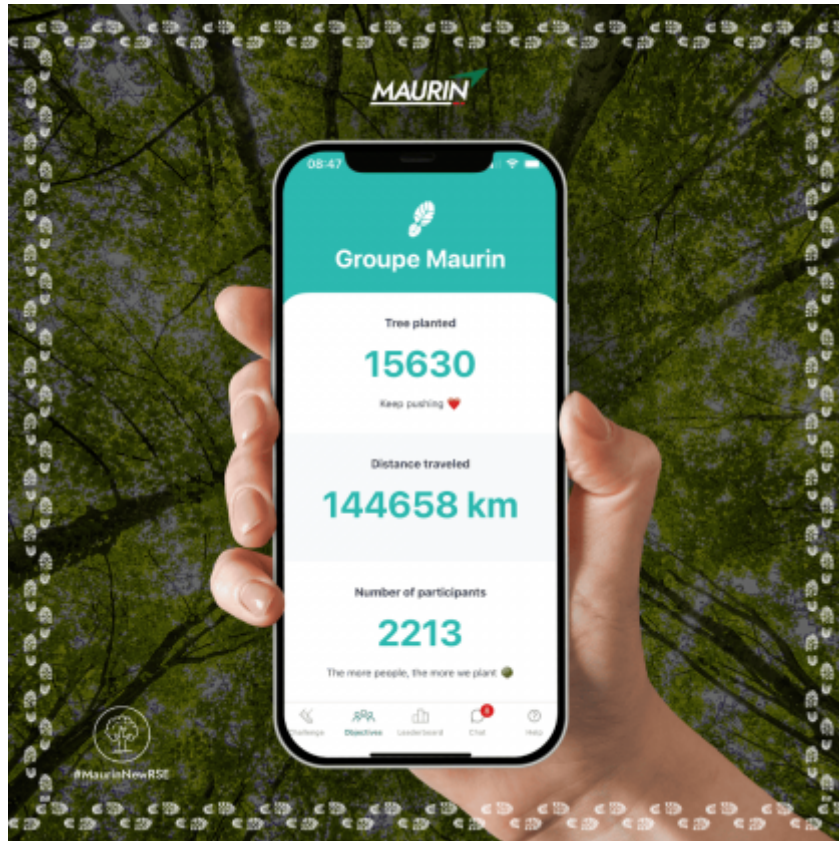 MAURIN
08:47
Groupe Maurin
Tree planted
15630
Keep pushing ❤️
Distance traveled
144658 km
Number of participants
2213
The more people, the more we plant 🌳
Challenge
Objectives
Leaderboard
Chat
Help
#MaurinNewRSE